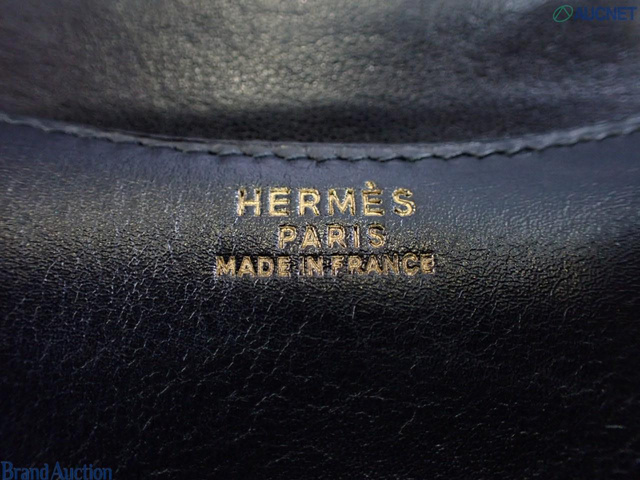 AUCNET
HERMÈS
PARIS
MADE IN FRANCE
Brand Auction